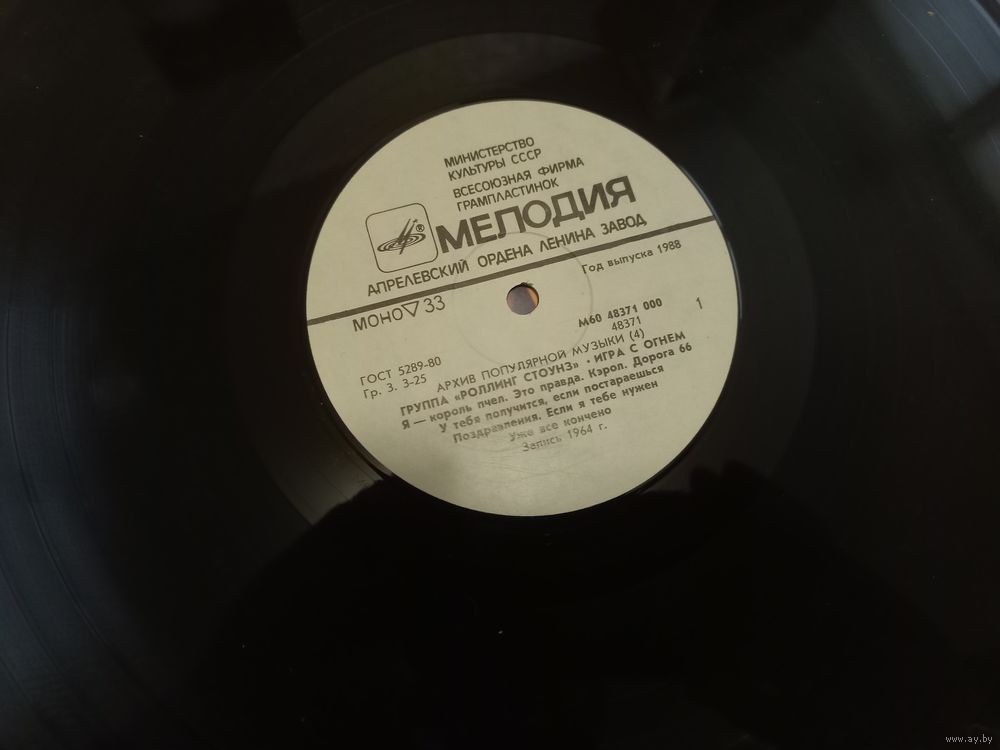 МИНИСТЕРСТВО
КУЛЬТУРЫ СССР
ВСЕСОЮЗНАЯ ФИРМА
ГРАМПЛАСТИНОК
®
МЕЛОДИЯ
АПРЕЛЕВСКИЙ ОРДЕНА ЛЕНИНА ЗАВОД
МОНО 33
Год выпуска 1988
ГОСТ 5289-80
Гр. 3. 3-25
М60 48371 000
48371
1
АРХИВ ПОПУЛЯРНОЙ МУЗЫКИ (4)
ГРУППА «РОЛЛИНГ СТОУНЗ» • ИГРА С ОГНЕМ
Я — король пчел. Это правда. Кэрол. Дорога 66
У тебя получится, если постараешься
Поздравления. Если я тебе нужен
Уже все кончено
Запись 1964 г.
www.ay.by